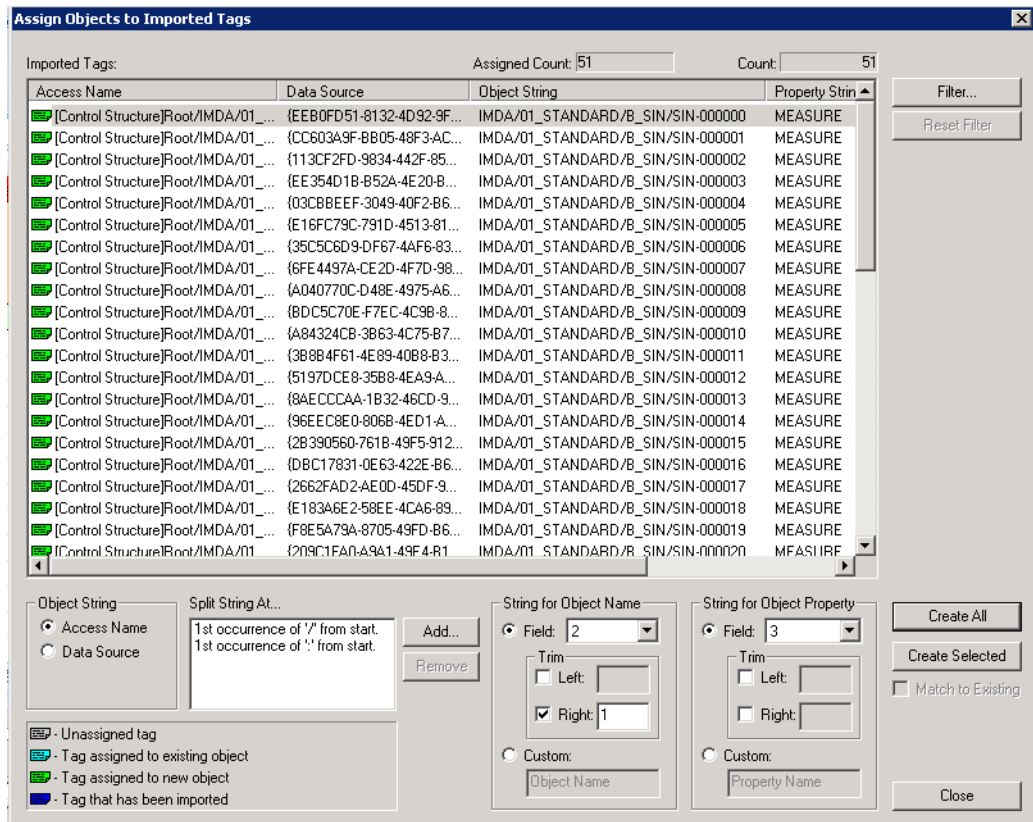 Assign Objects to Imported Tags
Imported Tags: Assigned Count: 51 Count: 51
Access Name Data Source Object String Property Strin
[Control Structure]Root/IMDA/01_... {EEB0FD51-8132-4D92-9F... IMDA/01_STANDARD/B_SIN/SIN-000000 MEASURE
[Control Structure]Root/IMDA/01_... {CC603A9F-BB05-48F3-AC... IMDA/01_STANDARD/B_SIN/SIN-000001 MEASURE
[Control Structure]Root/IMDA/01_... {113CF2FD-9834-442F-85... IMDA/01_STANDARD/B_SIN/SIN-000002 MEASURE
[Control Structure]Root/IMDA/01_... {EE354D1B-B52A-4E20-B... IMDA/01_STANDARD/B_SIN/SIN-000003 MEASURE
[Control Structure]Root/IMDA/01_... {03CBBEEF-3049-40F2-B6... IMDA/01_STANDARD/B_SIN/SIN-000004 MEASURE
[Control Structure]Root/IMDA/01_... {E16FC79C-791D-4513-81... IMDA/01_STANDARD/B_SIN/SIN-000005 MEASURE
[Control Structure]Root/IMDA/01_... {35C5C6D9-DF67-4AF6-83... IMDA/01_STANDARD/B_SIN/SIN-000006 MEASURE
[Control Structure]Root/IMDA/01_... {6FE4497A-CE2D-4F7D-98... IMDA/01_STANDARD/B_SIN/SIN-000007 MEASURE
[Control Structure]Root/IMDA/01_... {A040770C-D48E-4975-A6... IMDA/01_STANDARD/B_SIN/SIN-000008 MEASURE
[Control Structure]Root/IMDA/01_... {BDC5C70E-F7EC-4C9B-8... IMDA/01_STANDARD/B_SIN/SIN-000009 MEASURE
[Control Structure]Root/IMDA/01_... {A84324CB-3B63-4C75-B7... IMDA/01_STANDARD/B_SIN/SIN-000010 MEASURE
[Control Structure]Root/IMDA/01_... {3B8B4F61-4E89-40B8-B3... IMDA/01_STANDARD/B_SIN/SIN-000011 MEASURE
[Control Structure]Root/IMDA/01_... {5197DCE8-35B8-4EA9-A... IMDA/01_STANDARD/B_SIN/SIN-000012 MEASURE
[Control Structure]Root/IMDA/01_... {8AECCCAA-1B32-46CD-9... IMDA/01_STANDARD/B_SIN/SIN-000013 MEASURE
[Control Structure]Root/IMDA/01_... {96EEC8E0-806B-4ED1-A... IMDA/01_STANDARD/B_SIN/SIN-000014 MEASURE
[Control Structure]Root/IMDA/01_... {2B390560-761B-49F5-912... IMDA/01_STANDARD/B_SIN/SIN-000015 MEASURE
[Control Structure]Root/IMDA/01_... {DBC17831-0E63-422E-B6... IMDA/01_STANDARD/B_SIN/SIN-000016 MEASURE
[Control Structure]Root/IMDA/01_... {2662FAD2-AE0D-45DF-9... IMDA/01_STANDARD/B_SIN/SIN-000017 MEASURE
[Control Structure]Root/IMDA/01_... {E183A6E2-58EE-4CA6-89... IMDA/01_STANDARD/B_SIN/SIN-000018 MEASURE
[Control Structure]Root/IMDA/01_... {F8E5A79A-8705-49FD-B6... IMDA/01_STANDARD/B_SIN/SIN-000019 MEASURE
[Control Structure]Root/IMDA/01 {209C1FA0-A9A1-49F4-B1 IMDA/01_STANDARD/B_SIN/SIN-000020 MEASURE
Filter...
Reset Filter
Object String
Access Name
Data Source
Split String At...
1st occurrence of '/' from start.
1st occurrence of ':' from start.
Add...
Remove
String for Object Name
Field: 2
Trim
Left:
Right: 1
Custom:
Object Name
String for Object Property
Field: 3
Trim
Left:
Right:
Custom:
Property Name
Create All
Create Selected
Match to Existing
Close
- Unassigned tag
- Tag assigned to existing object
- Tag assigned to new object
- Tag that has been imported